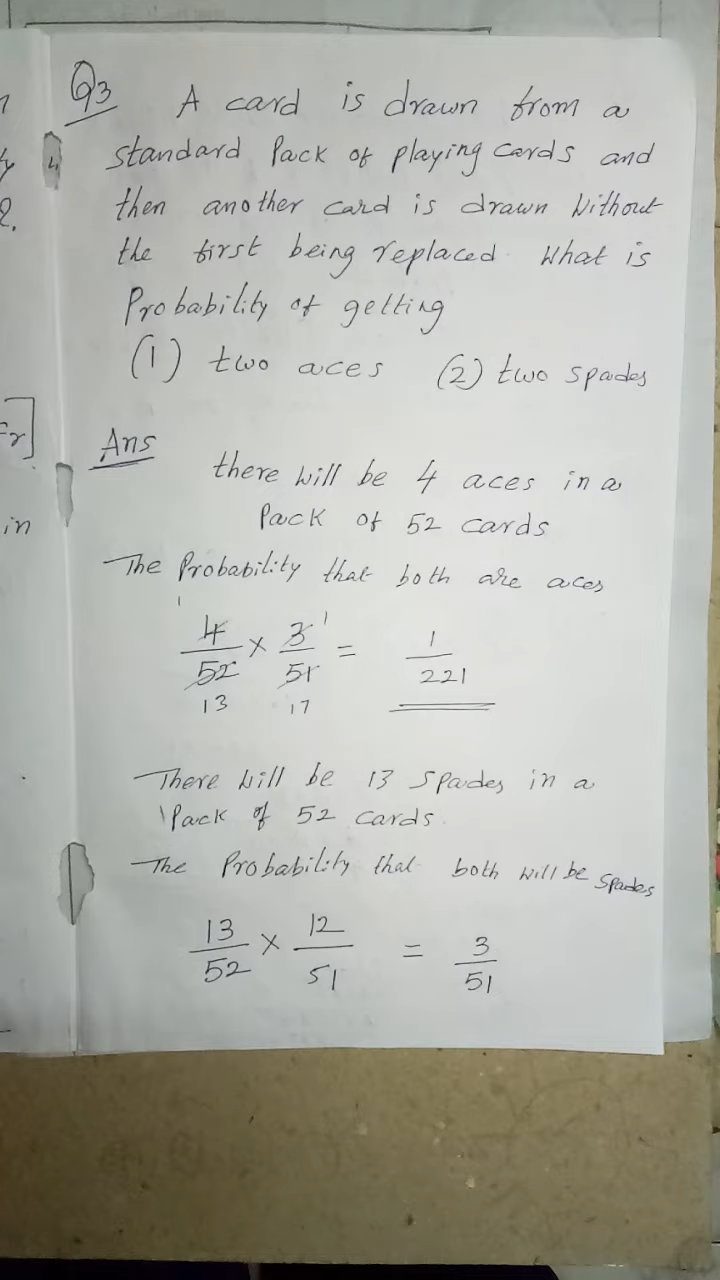 Q3 A card is drawn from a
standard Pack of playing cards and
then another card is drawn Without
the first being replaced. What is
Probability of getting
(1) two aces (2) two spades
Ans
there will be 4 aces in a
Pack of 52 cards
The Probability that both are aces
1 1
4/52 × 3/51 = 1/221
13 17
There will be 13 Spades in a
Pack of 52 cards.
The Probability that both will be Spades
13/52 × 12/51 = 3/51
in